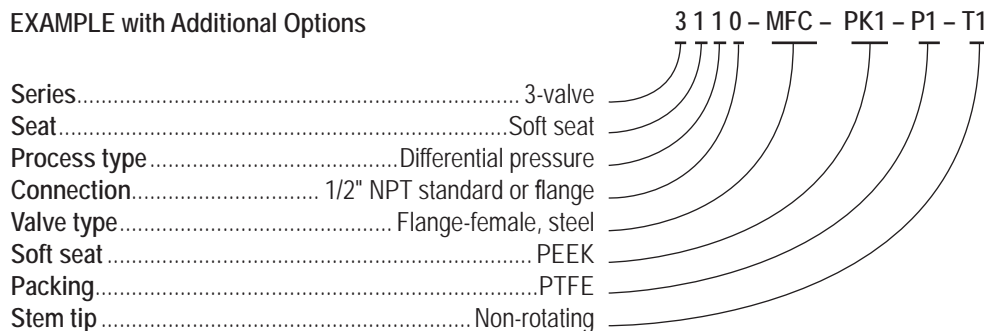 EXAMPLE with Additional Options 3 1 1 0 – MFC – PK1 – P1 – T1
Series.......................................................................... 3-valve
Seat...........................................................................Soft seat
Process type.........................................Differential pressure
Connection............................... 1/2" NPT standard or flange
Valve type............................................. Flange-female, steel
Soft seat ....................................................................... PEEK
Packing..........................................................................PTFE
Stem tip ............................................................. Non-rotating